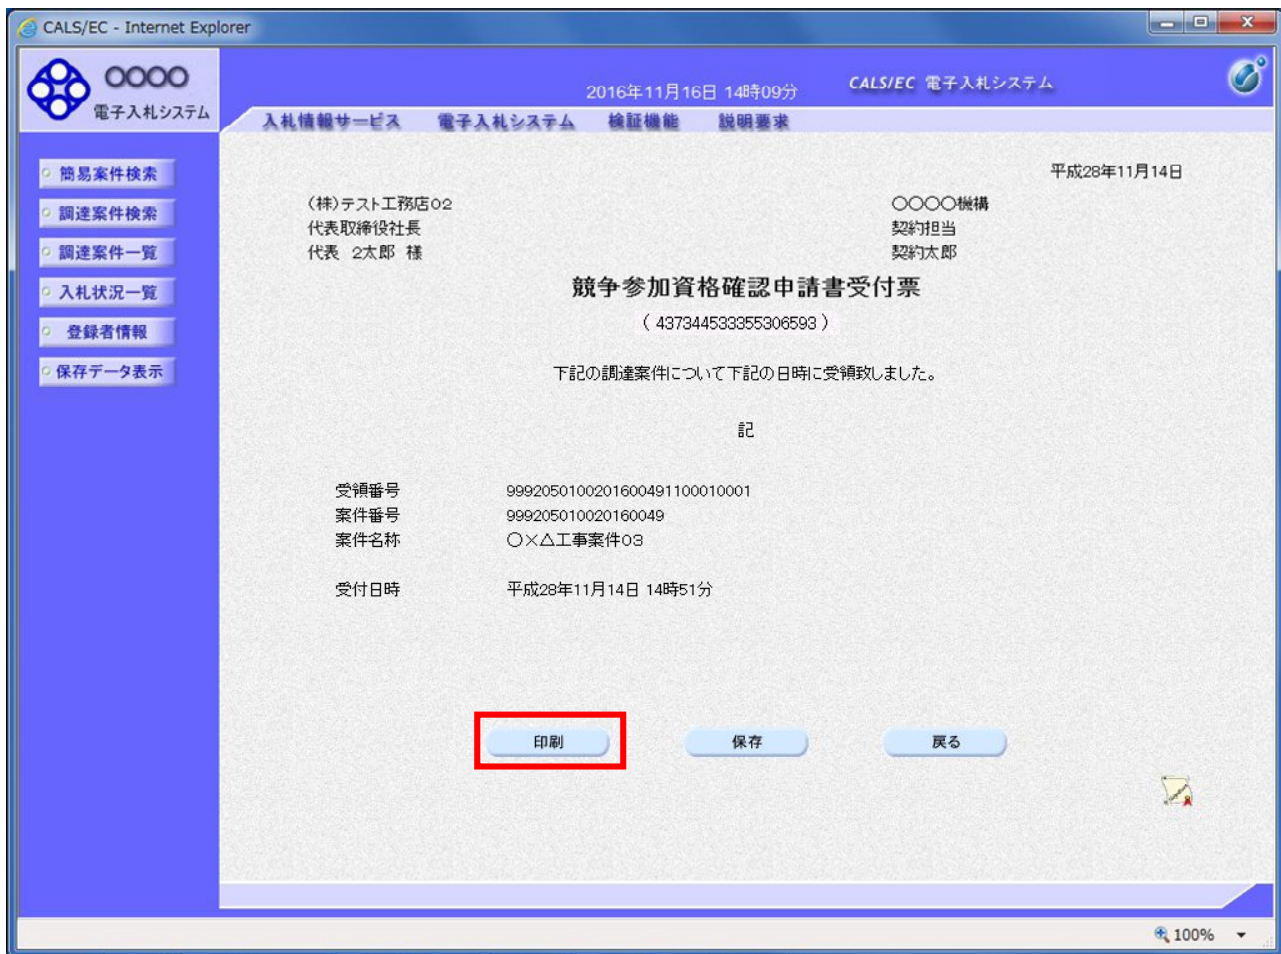 CALS/EC - Internet Explorer
〇〇〇〇
電子入札システム
2016年11月16日 14時09分
CALS/EC 電子入札システム
入札情報サービス 電子入札システム 検証機能 説明要求
簡易案件検索
調達案件検索
調達案件一覧
入札状況一覧
登録者情報
保存データ表示
平成28年11月14日
(株)テスト工務店02
代表取締役社長
代表 2太郎 様
〇〇〇〇機構
契約担当
契約太郎
競争参加資格確認申請書受付票
( 437344533355306593 )
下記の調達案件について下記の日時に受領致しました。
記
受領番号 99920501002016004911​00010001
案件番号 999205010020160049
案件名称 〇×△工事案件03
受付日時 平成28年11月14日 14時51分
印刷 保存 戻る
100%